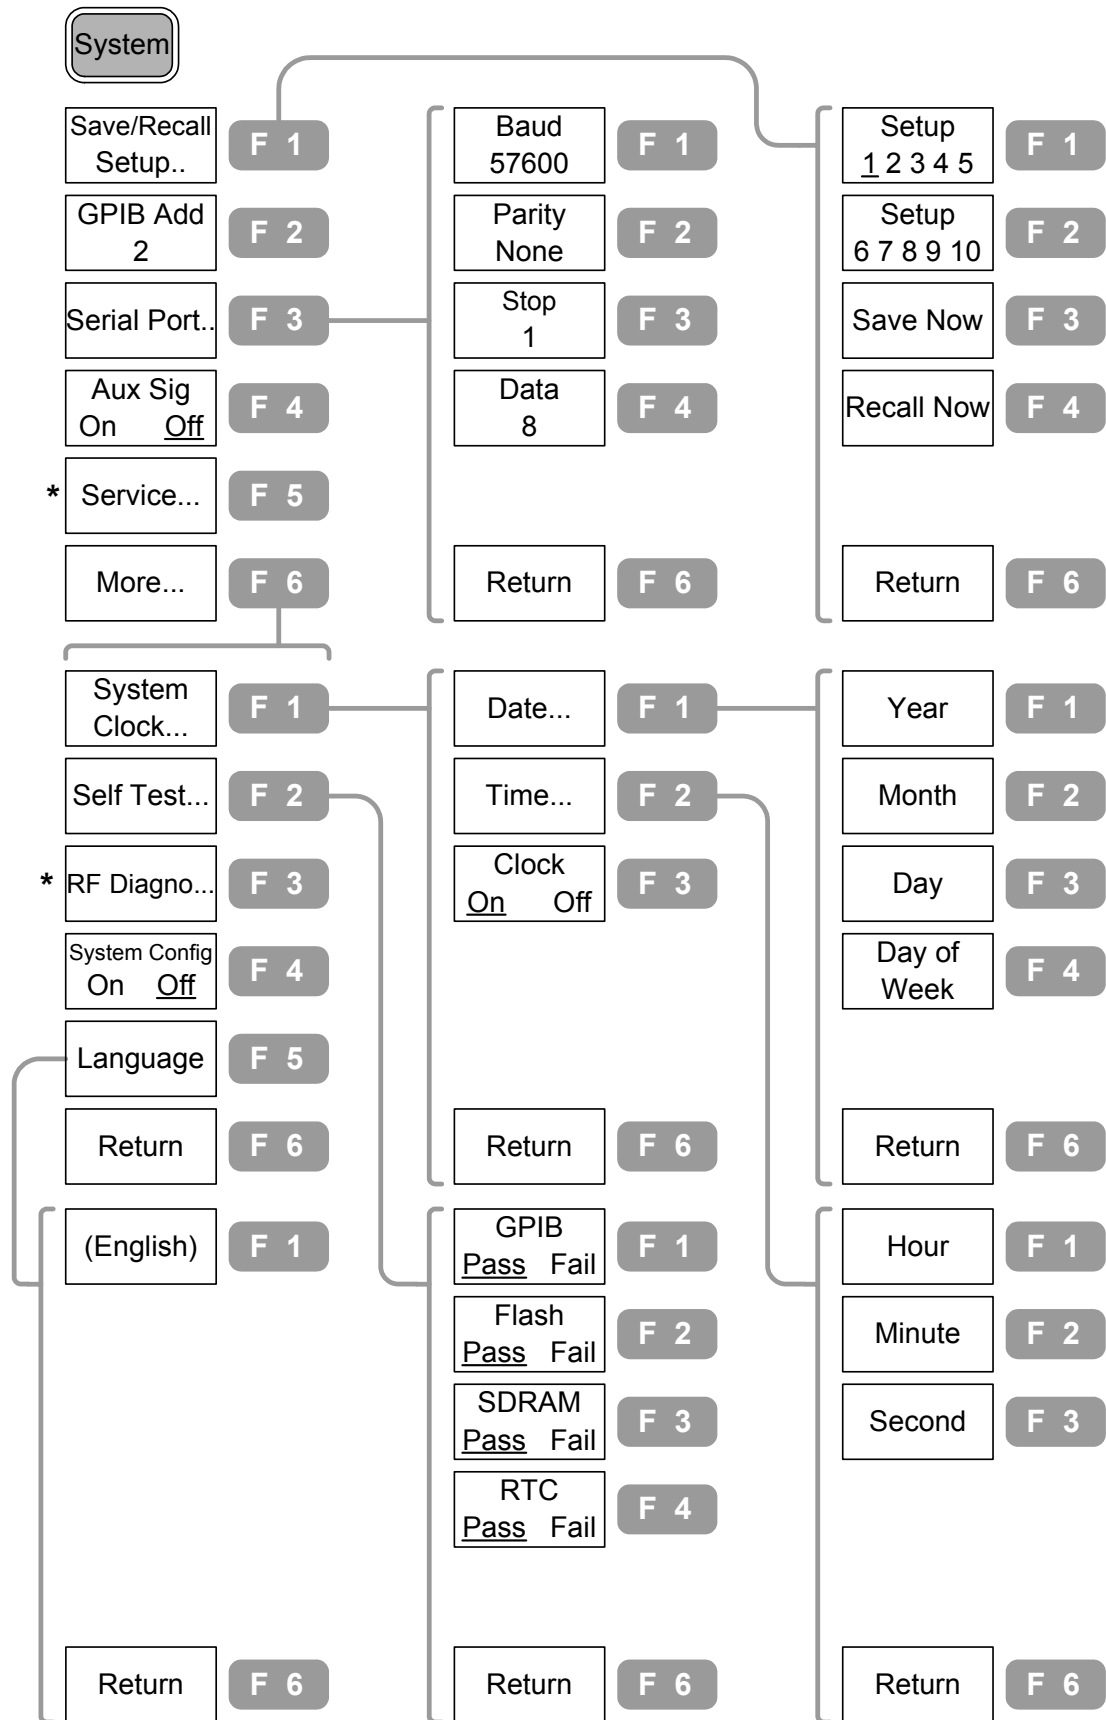 System
Save/Recall
Setup..
F 1
GPIB Add
2
F 2
Serial Port..
F 3
Aux Sig
On Off
F 4
*
Service...
F 5
More...
F 6
Baud
57600
F 1
Parity
None
F 2
Stop
1
F 3
Data
8
F 4
Return
F 6
Setup
1 2 3 4 5
F 1
Setup
6 7 8 9 10
F 2
Save Now
F 3
Recall Now
F 4
Return
F 6
System
Clock...
F 1
Self Test...
F 2
*
RF Diagno...
F 3
System Config
On Off
F 4
Language
F 5
Return
F 6
Date...
F 1
Time...
F 2
Clock
On Off
F 3
Return
F 6
Year
F 1
Month
F 2
Day
F 3
Day of
Week
F 4
Return
F 6
(English)
F 1
Return
F 6
GPIB
Pass Fail
F 1
Flash
Pass Fail
F 2
SDRAM
Pass Fail
F 3
RTC
Pass Fail
F 4
Return
F 6
Hour
F 1
Minute
F 2
Second
F 3
Return
F 6